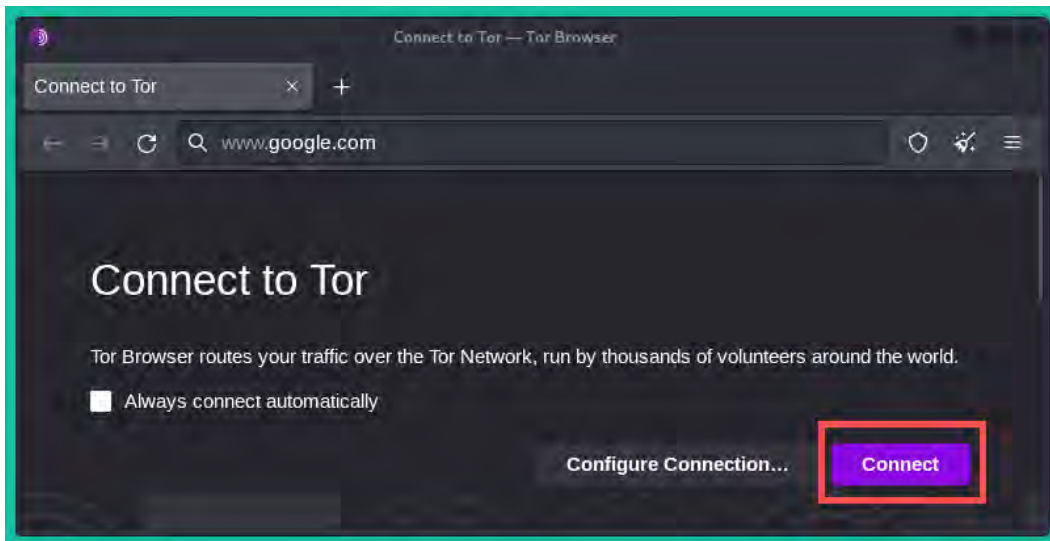 Connect to Tor — Tor Browser
Connect to Tor
www.google.com
Connect to Tor
Tor Browser routes your traffic over the Tor Network, run by thousands of volunteers around the world.
Always connect automatically
Configure Connection… Connect